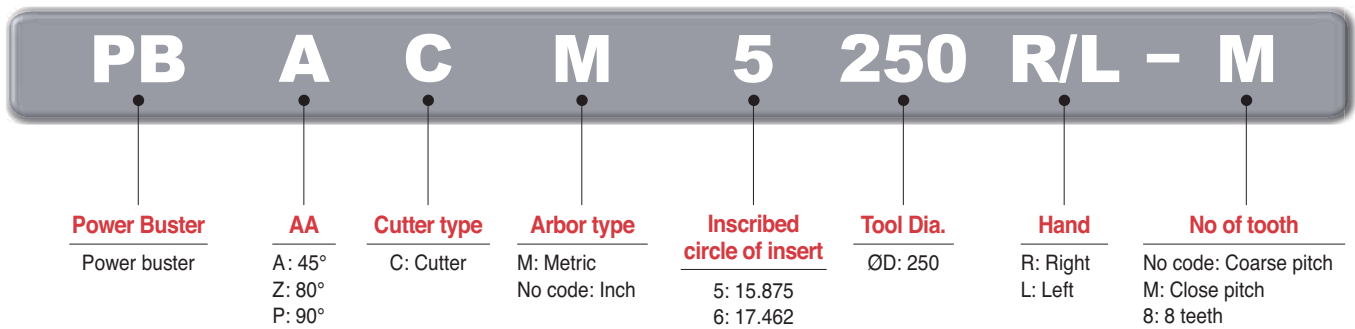 PB A C M 5 250 R/L - M
Power Buster
Power buster
AA
A: 45°
Z: 80°
P: 90°
Cutter type
C: Cutter
Arbor type
M: Metric
No code: Inch
Inscribed
circle of insert
5: 15.875
6: 17.462
Tool Dia.
ØD: 250
Hand
R: Right
L: Left
No of tooth
No code: Coarse pitch
M: Close pitch
8: 8 teeth